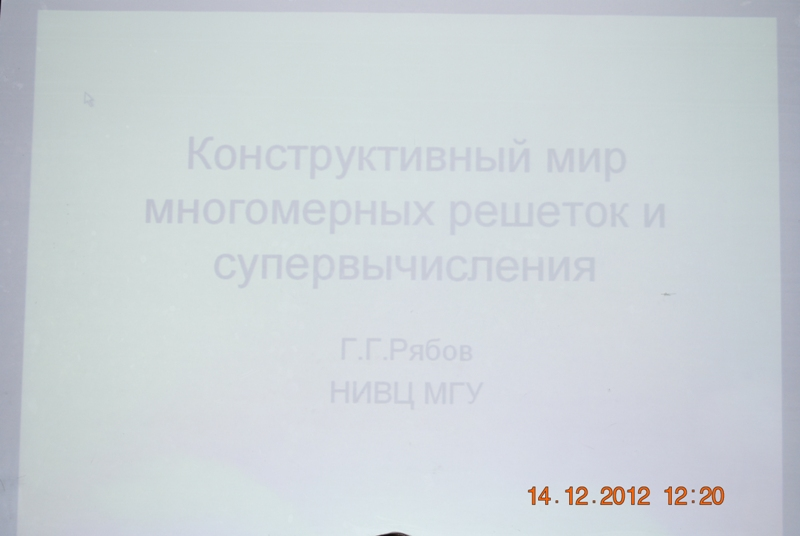 Конструктивный мир
многомерных решеток и
супервычисления
Г.Г.Рябов
НИВЦ МГУ
14.12.2012 12:20